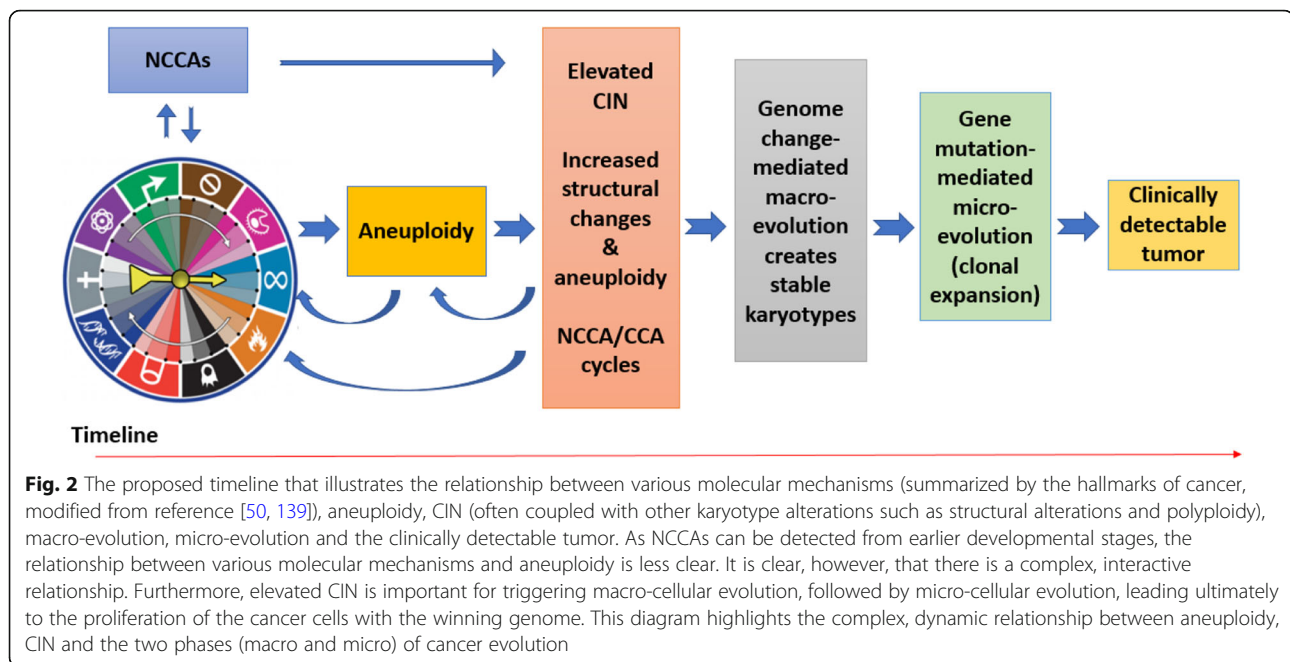 NCCAs
Elevated
CIN
Increased
structural
changes
&
aneuploidy
NCCA/CCA
cycles
Genome
change-
mediated
macro-
evolution
creates
stable
karyotypes
Gene
mutation-
mediated
micro-
evolution
(clonal
expansion)
Clinically
detectable
tumor
Aneuploidy
Timeline
Fig. 2 The proposed timeline that illustrates the relationship between various molecular mechanisms (summarized by the hallmarks of cancer,
modified from reference [50, 139]), aneuploidy, CIN (often coupled with other karyotype alterations such as structural alterations and polyploidy),
macro-evolution, micro-evolution and the clinically detectable tumor. As NCCAs can be detected from earlier developmental stages, the
relationship between various molecular mechanisms and aneuploidy is less clear. It is clear, however, that there is a complex, interactive
relationship. Furthermore, elevated CIN is important for triggering macro-cellular evolution, followed by micro-cellular evolution, leading ultimately
to the proliferation of the cancer cells with the winning genome. This diagram highlights the complex, dynamic relationship between aneuploidy,
CIN and the two phases (macro and micro) of cancer evolution